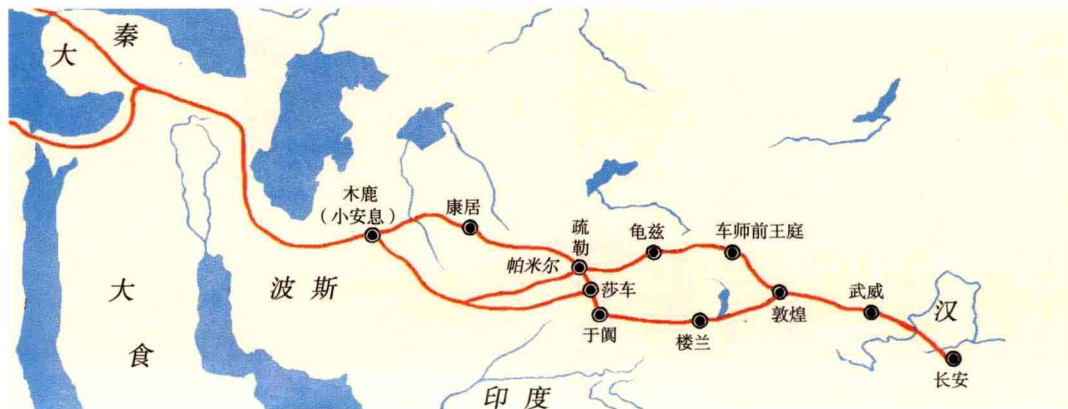 大秦
木鹿
（小安息）
康居
疏勒
龟兹
车师前王庭
帕米尔
莎车
于阗
楼兰
敦煌
武威
汉
长安
波斯
大食
印度